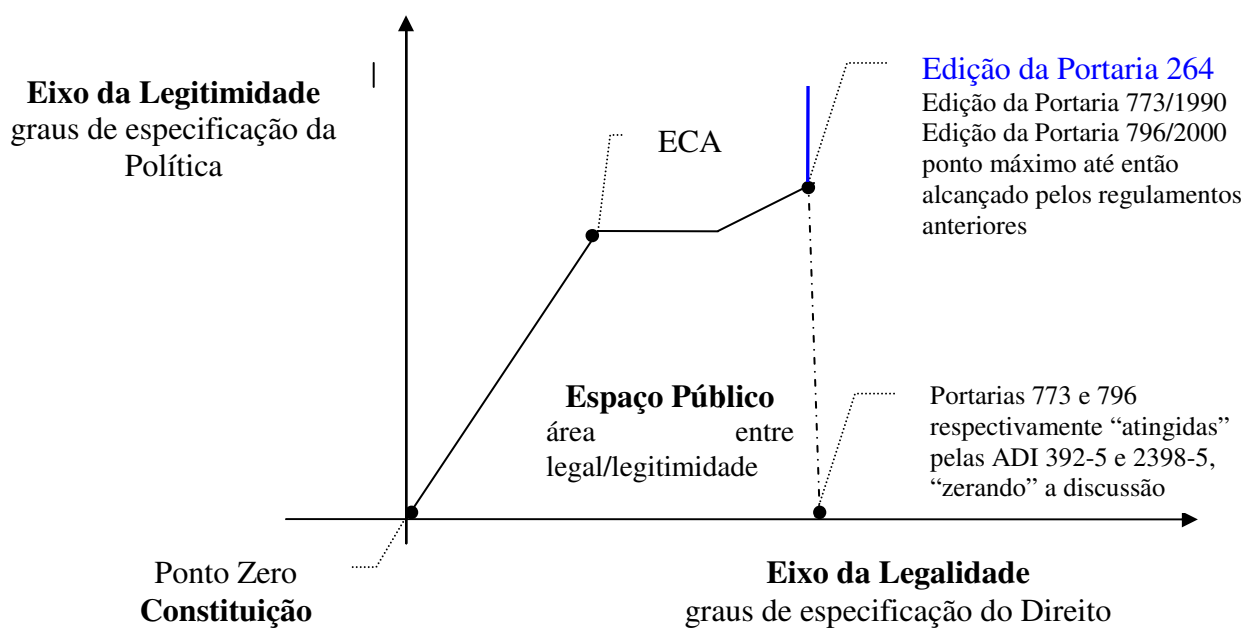 Eixo da Legitimidade
graus de especificação da
Política
Edição da Portaria 264
Edição da Portaria 773/1990
Edição da Portaria 796/2000
ponto máximo até então
alcançado pelos regulamentos
anteriores
ECA
Espaço Público
área entre
legal/legitimidade
Portarias 773 e 796
respectivamente “atingidas”
pelas ADI 392-5 e 2398-5,
“zerando” a discussão
Ponto Zero
Constituição
Eixo da Legalidade
graus de especificação do Direito